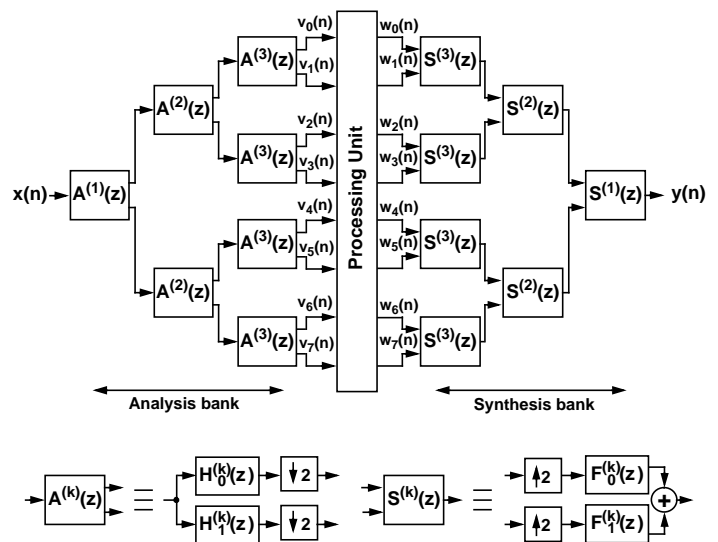 v₀(n) w₀(n)
A⁽³⁾(z) v₁(n) w₁(n) S⁽³⁾(z)
A⁽²⁾(z) S⁽²⁾(z)
v₂(n) w₂(n)
A⁽³⁾(z) v₃(n) w₃(n) S⁽³⁾(z)
x(n) A⁽¹⁾(z) Processing Unit S⁽¹⁾(z) y(n)
v₄(n) w₄(n)
A⁽³⁾(z) v₅(n) w₅(n) S⁽³⁾(z)
A⁽²⁾(z) S⁽²⁾(z)
v₆(n) w₆(n)
A⁽³⁾(z) v₇(n) w₇(n) S⁽³⁾(z)
Analysis bank Synthesis bank
H₀⁽ᵏ⁾(z) ↓2 ↑2 F₀⁽ᵏ⁾(z)
A⁽ᵏ⁾(z) S⁽ᵏ⁾(z) +
H₁⁽ᵏ⁾(z) ↓2 ↑2 F₁⁽ᵏ⁾(z)